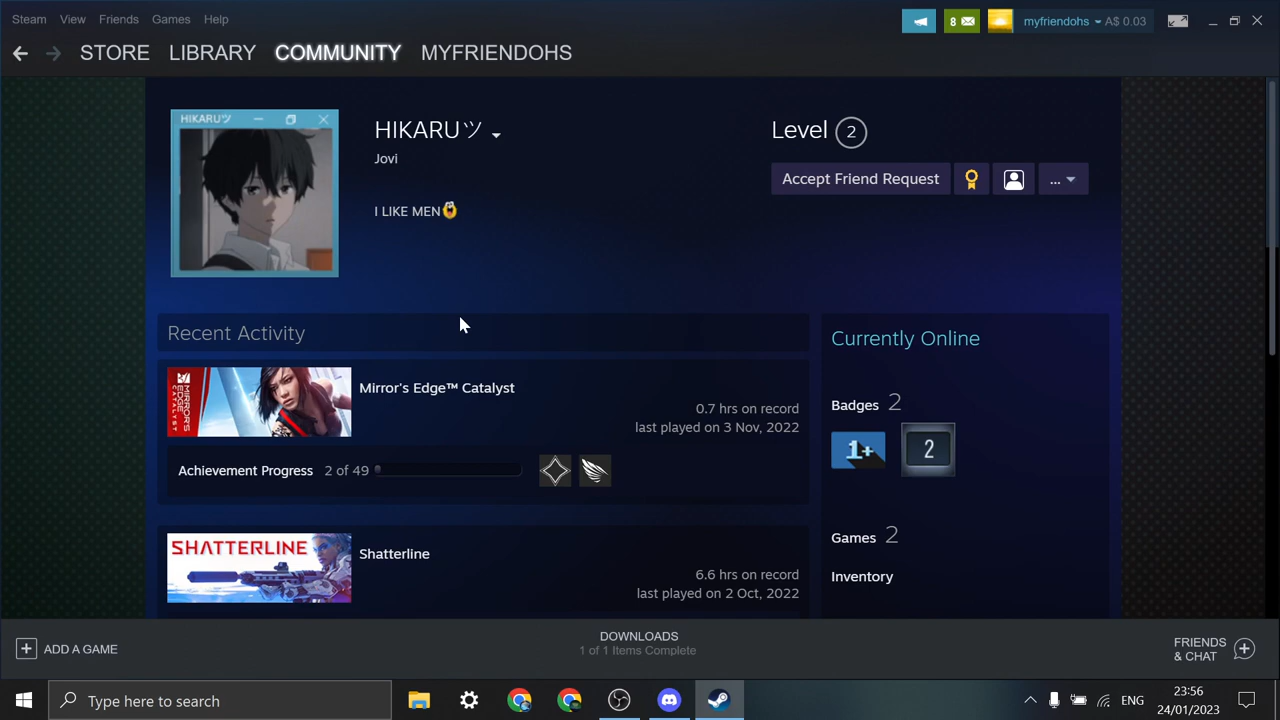 Steam View Friends Games Help
8 myfriendohs A$ 0.03
STORE LIBRARY COMMUNITY MYFRIENDOHS
HIKARUツ
HIKARUツ
Jovi
I LIKE MEN
Level 2
Accept Friend Request ...
Recent Activity
MIRROR'S EDGE CATALYST
Mirror's Edge™ Catalyst
0.7 hrs on record
last played on 3 Nov, 2022
Achievement Progress 2 of 49
SHATTERLINE
Shatterline
6.6 hrs on record
last played on 2 Oct, 2022
Currently Online
Badges 2
1+ 2
Games 2
Inventory
ADD A GAME
DOWNLOADS
1 of 1 Items Complete
FRIENDS
& CHAT
Type here to search
ENG
23:56
24/01/2023